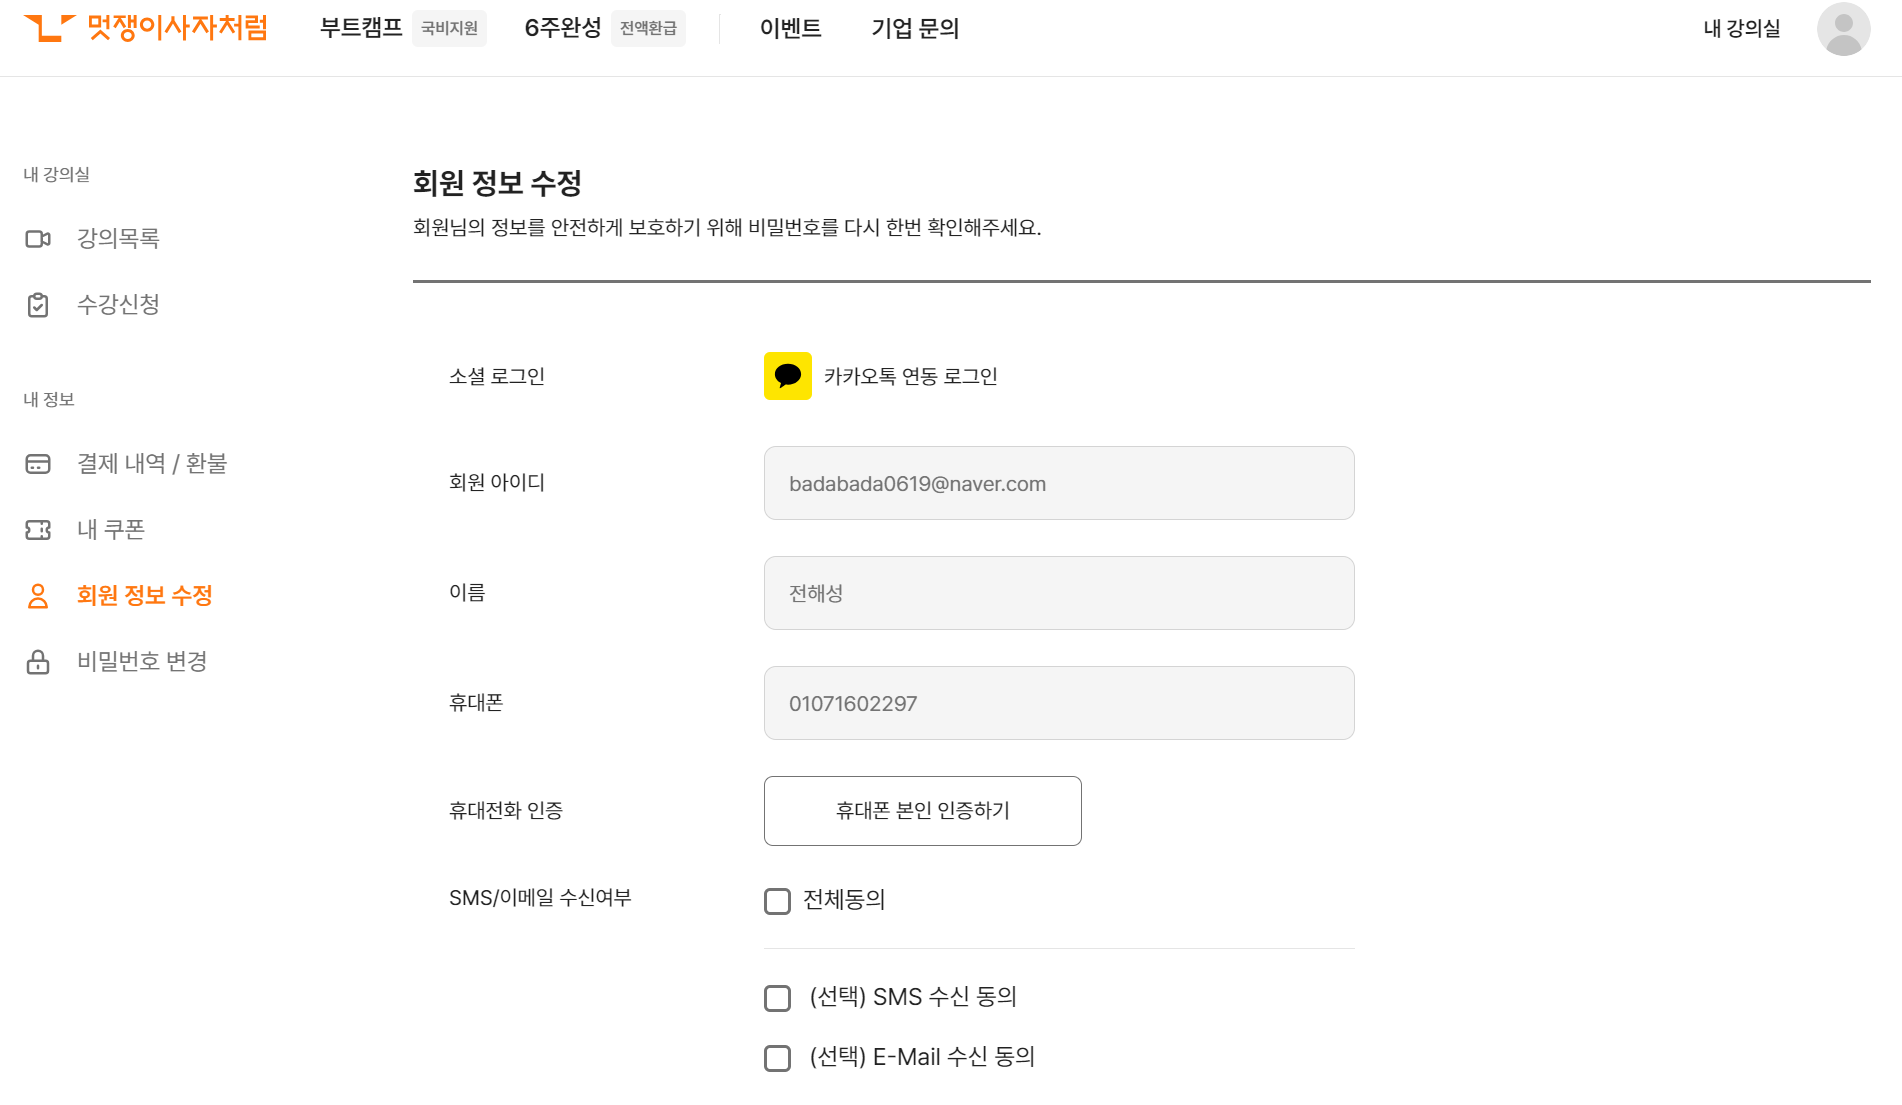 멋쟁이사자처럼
부트캠프 국비지원 6주완성 전액환급 이벤트 기업 문의 내 강의실
내 강의실
강의목록
수강신청
내 정보
결제 내역 / 환불
내 쿠폰
회원 정보 수정
비밀번호 변경
회원 정보 수정
회원님의 정보를 안전하게 보호하기 위해 비밀번호를 다시 한번 확인해주세요.
소셜 로그인 카카오톡 연동 로그인
회원 아이디 badabada0619@naver.com
이름 전해성
휴대폰 01071602297
휴대전화 인증 휴대폰 본인 인증하기
SMS/이메일 수신여부 전체동의
(선택) SMS 수신 동의
(선택) E-Mail 수신 동의